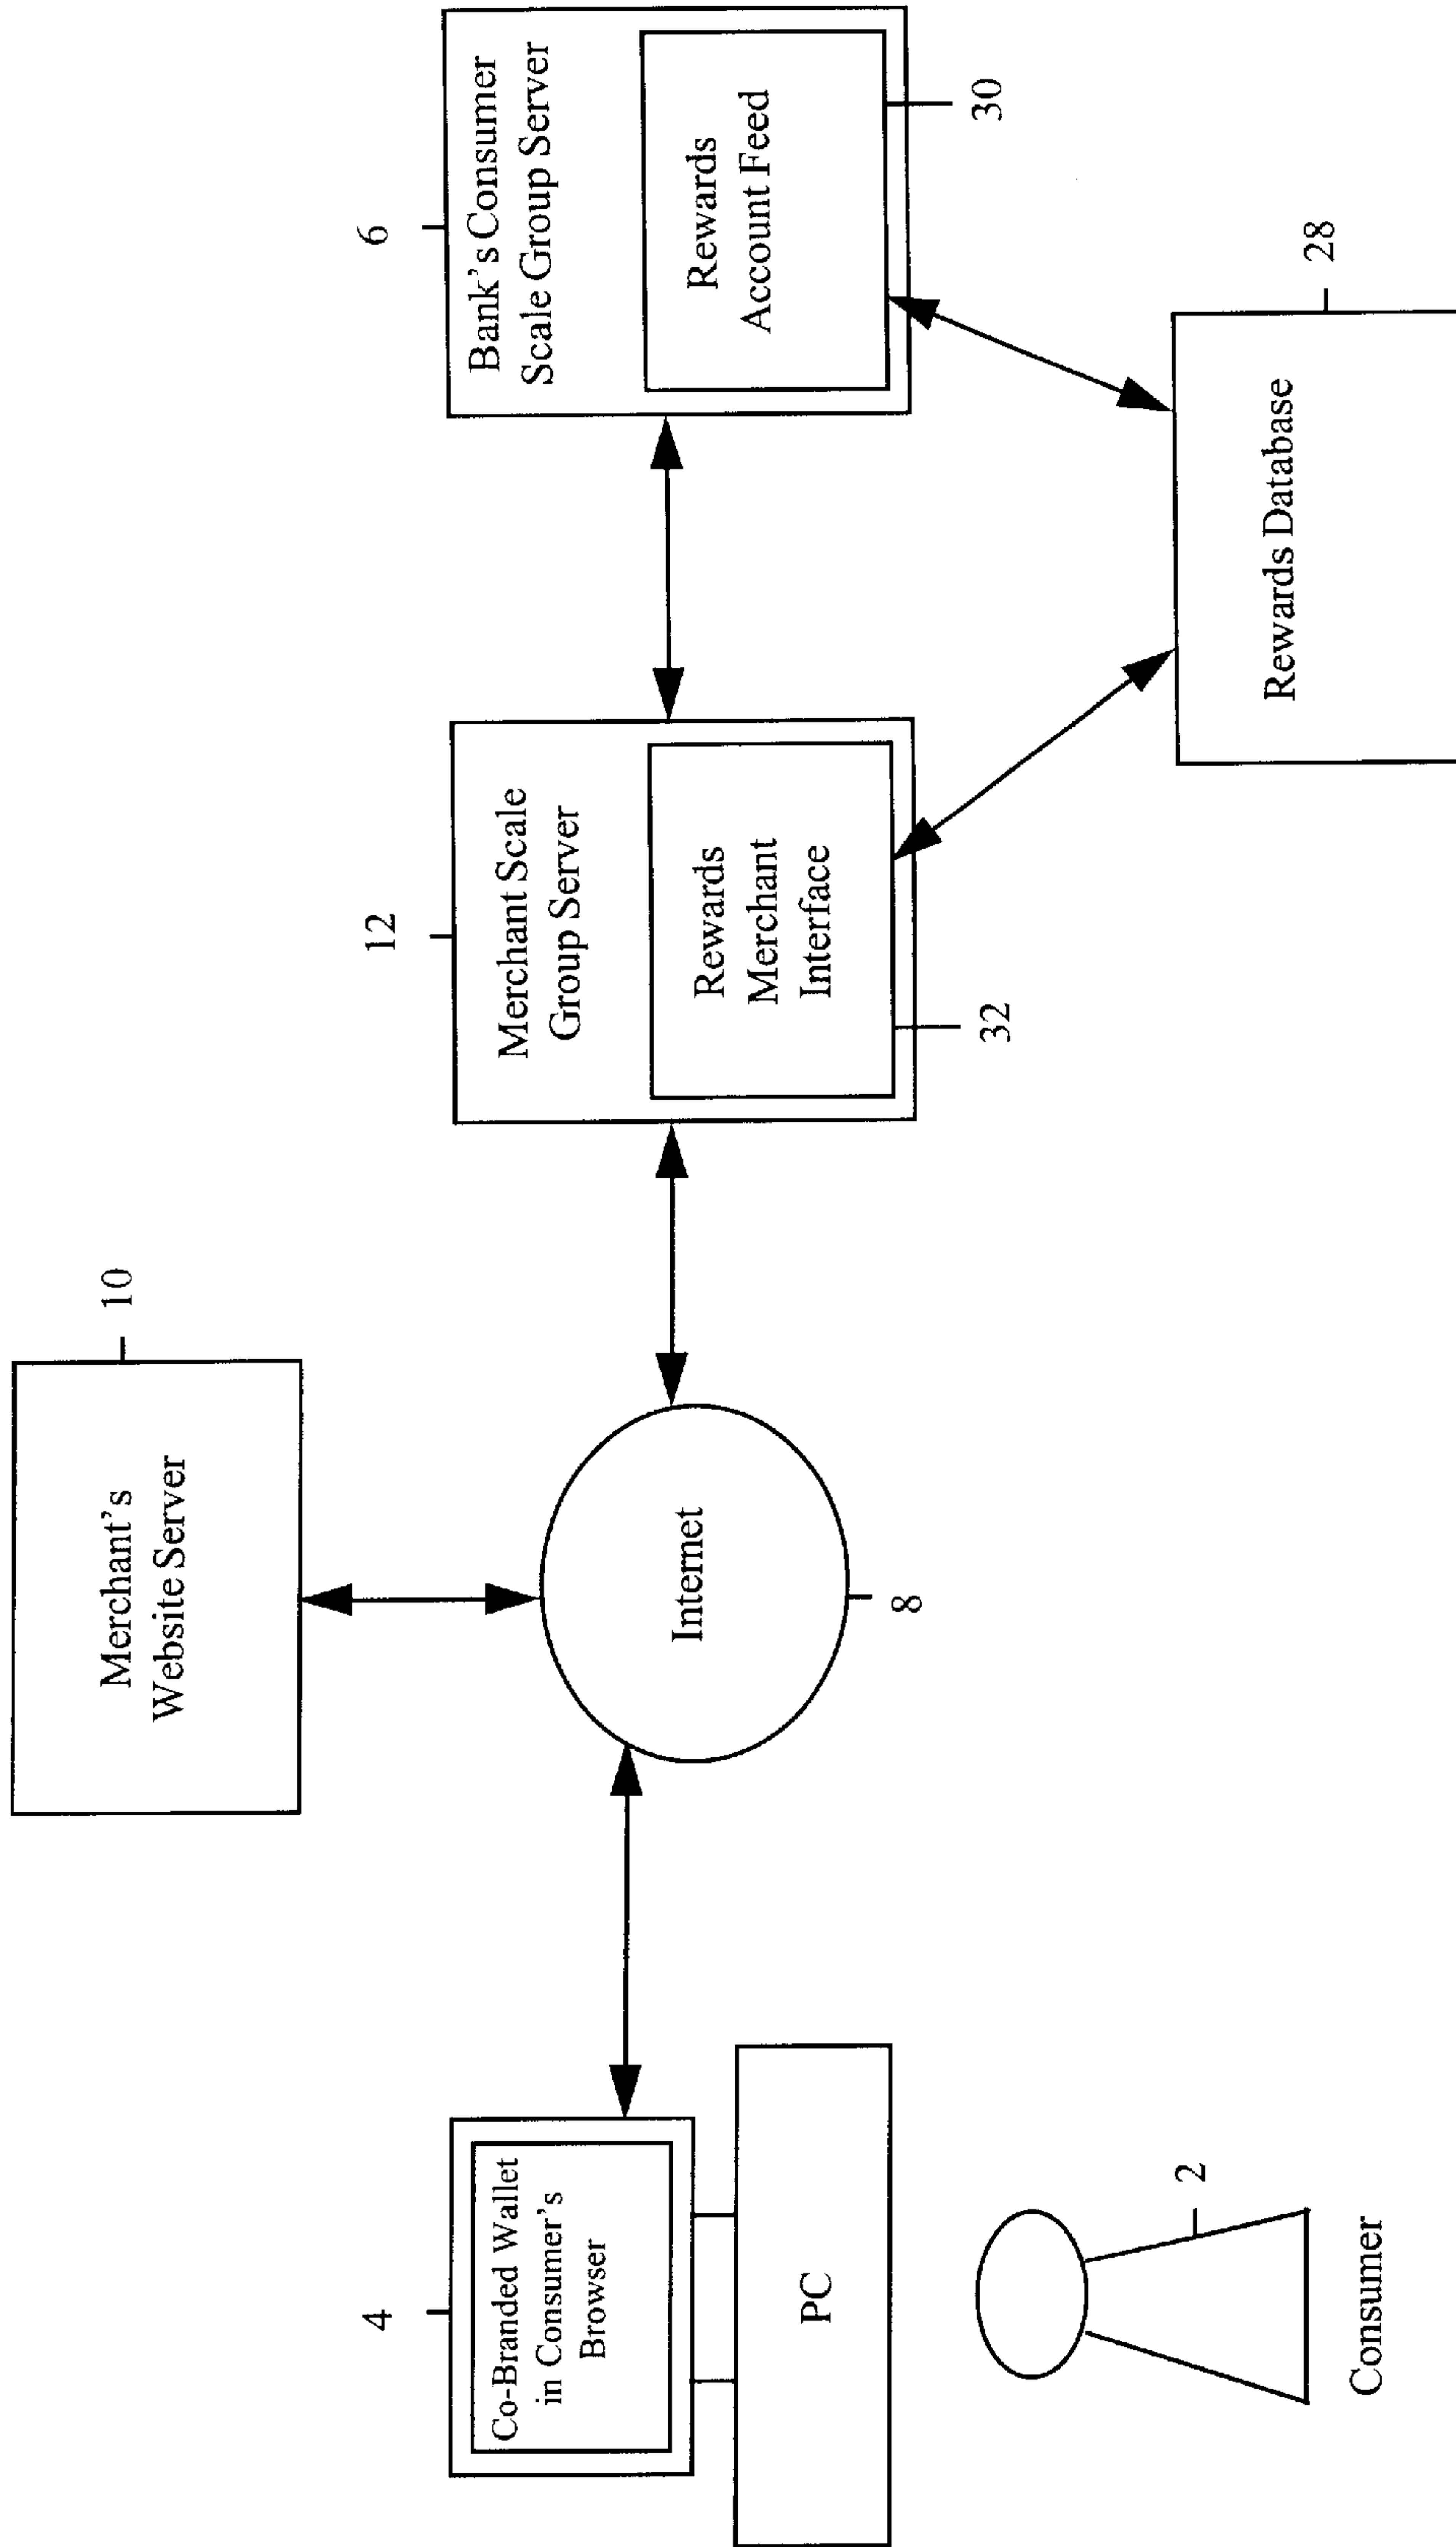 Merchant's
Website Server
10
4
Co-Branded Wallet
in Consumer's
Browser
PC
2
Consumer
Internet
8
12
Merchant Scale
Group Server
Rewards
Merchant
Interface
32
6
Bank's Consumer
Scale Group Server
Rewards
Account Feed
30
28
Rewards Database